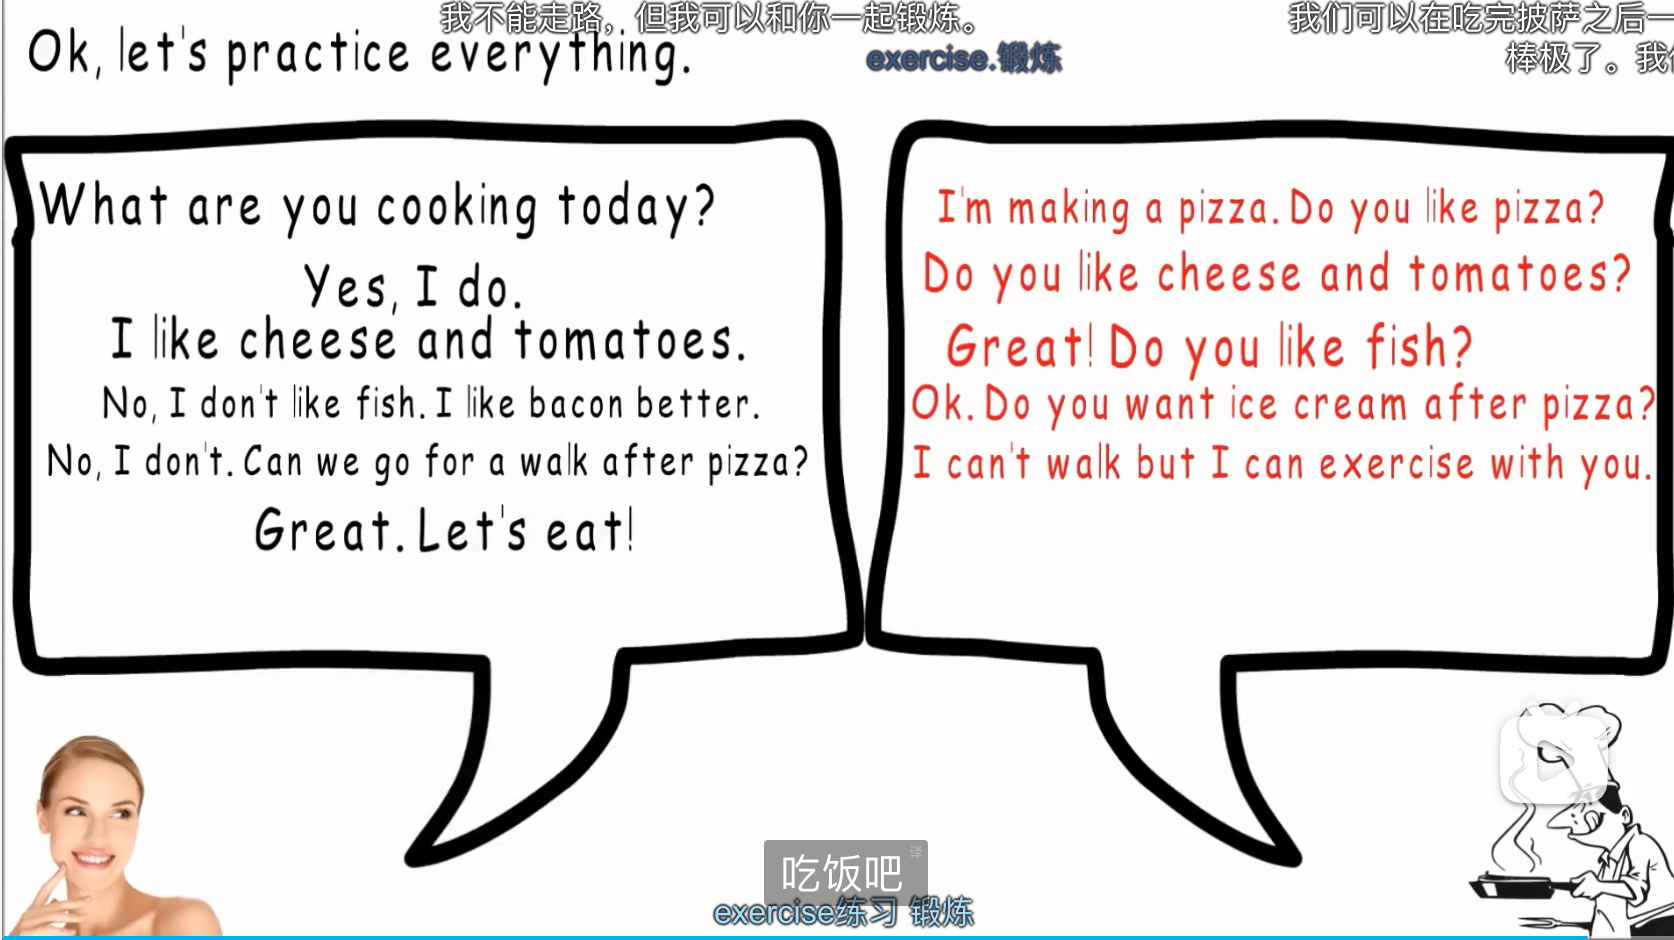 我不能走路，但我可以和你一起锻炼。
我们可以在吃完披萨之后一
Ok, let's practice everything.
exercise.锻炼
棒极了。我
What are you cooking today?
Yes, I do.
I like cheese and tomatoes.
No, I don't like fish. I like bacon better.
No, I don't. Can we go for a walk after pizza?
Great. Let's eat!
I'm making a pizza. Do you like pizza?
Do you like cheese and tomatoes?
Great! Do you like fish?
Ok. Do you want ice cream after pizza?
I can't walk but I can exercise with you.
吃饭吧
译
exercise练习 锻炼